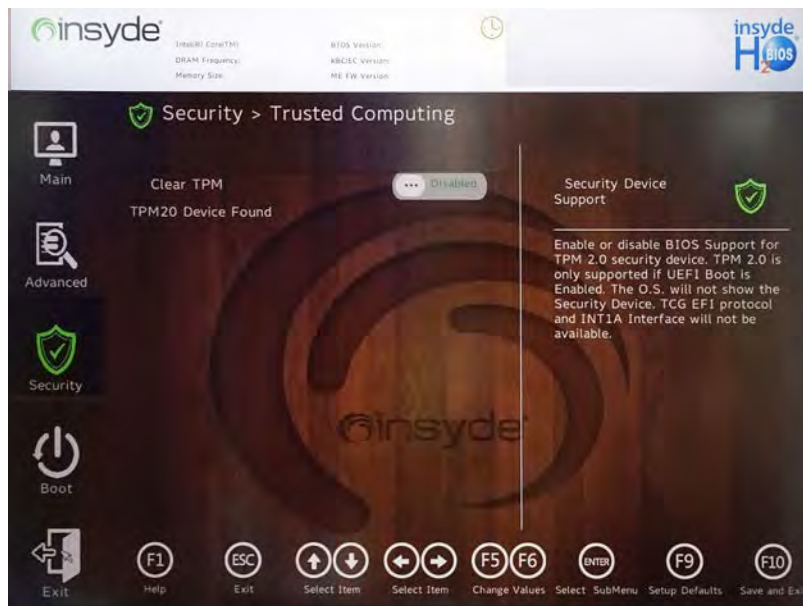 insyde
Intel(R) Core(TM)
DRAM Frequency:
Memory Size:
BIOS Version:
KBC/EC Version:
ME FW Version:
insyde
H2O BIOS
Main
Advanced
Security
Boot
Exit
Security > Trusted Computing
Clear TPM
Disabled
TPM20 Device Found
Security Device
Support
Enable or disable BIOS Support for
TPM 2.0 security device. TPM 2.0 is
only supported if UEFI Boot is
Enabled. The O.S. will not show the
Security Device. TCG EFI protocol
and INT1A Interface will not be
available.
insyde
F1
Help
ESC
Exit
Select Item
Select Item
F5 F6
Change Values
ENTER
Select SubMenu
F9
Setup Defaults
F10
Save and Ex